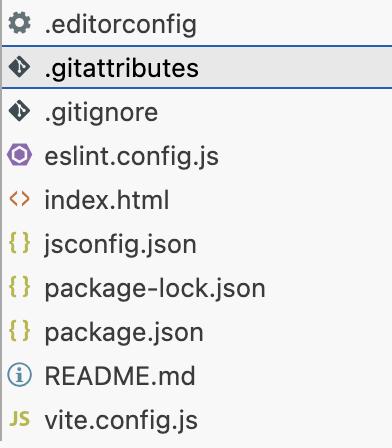 .editorconfig
.gitattributes
.gitignore
eslint.config.js
index.html
jsconfig.json
package-lock.json
package.json
README.md
JS vite.config.js